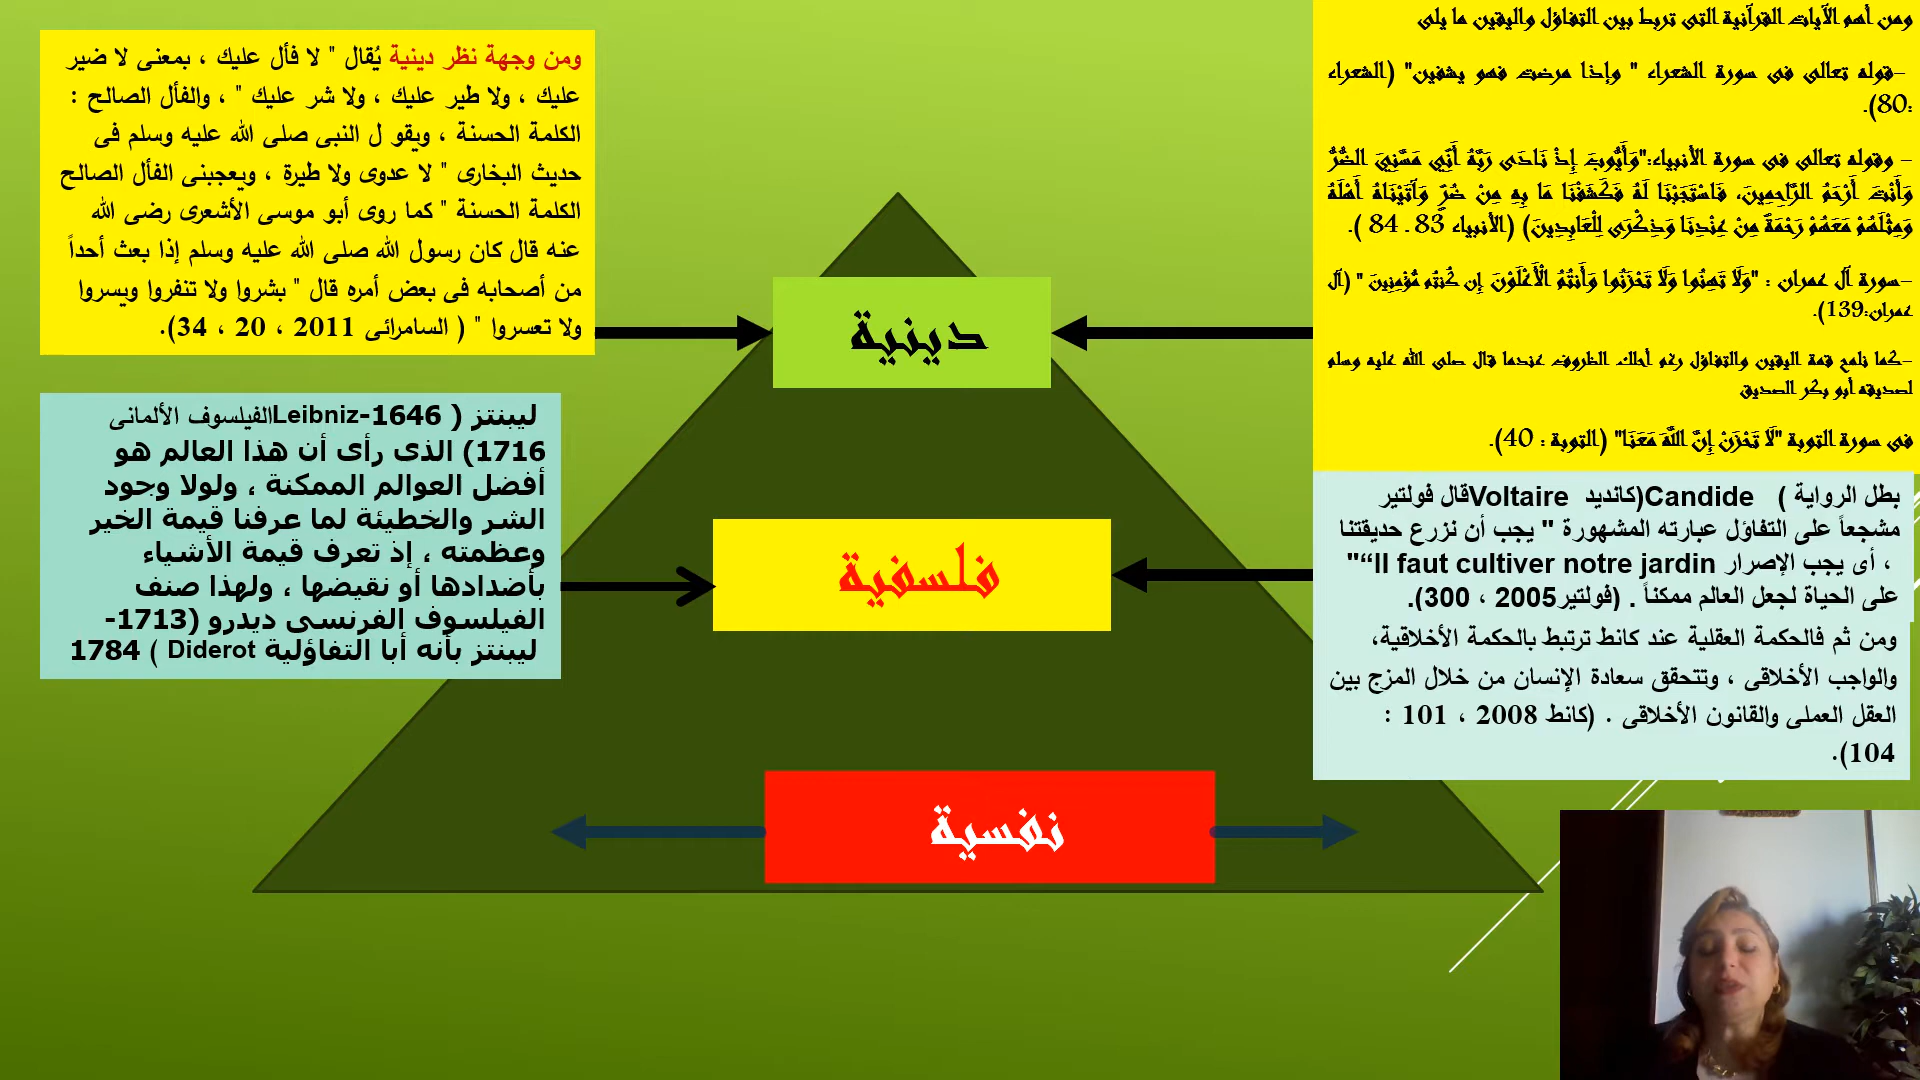 ومن أهم الآيات القرآنية التى تربط بين التفاؤل واليقين ما يلى
-قوله تعالى فى سورة الشعراء " وإذا مرضت فهو يشفين" (الشعراء
:80).
- وقوله تعالى فى سورة الأنبياء:"وَأَيُّوبَ إِذْ نَادَى رَبَّهُ أَنِّي مَسَّنِيَ الضُّرُّ
وَأَنْتَ أَرْحَمُ الرَّاحِمِينَ، فَاسْتَجَبْنَا لَهُ فَكَشَفْنَا مَا بِهِ مِنْ ضُرٍّ وَآَتَيْنَاهُ أَهْلَهُ
وَمِثْلَهُمْ مَعَهُمْ رَحْمَةً مِنْ عِنْدِنَا وَذِكْرَى لِلْعَابِدِينَ) (الأنبياء 83 ـ 84 ).
-سورة آل عمران : "وَلَا تَهِنُوا وَلَا تَحْزَنُوا وَأَنتُمُ الْأَعْلَوْنَ إِن كُنتُم مُّؤْمِنِينَ " (آل
عمران:139).
-كما نلمح قمة اليقين والتفاؤل رغم أحلك الظروف عندما قال صلى الله عليه وسلم
لصديقه أبو بكر الصديق
فى سورة التوبة "لَا تَحْزَنْ إِنَّ اللَّهَ مَعَنَا" (التوبة : 40).
ومن وجهة نظر دينية يُقال " لا فأل عليك ، بمعنى لا ضير
عليك ، ولا طير عليك ، ولا شر عليك " ، والفأل الصالح :
الكلمة الحسنة ، ويقو ل النبى صلى الله عليه وسلم فى
حديث البخارى " لا عدوى ولا طيرة ، ويعجبنى الفأل الصالح
الكلمة الحسنة " كما روى أبو موسى الأشعرى رضى الله
عنه قال كان رسول الله صلى الله عليه وسلم إذا بعث أحداً
من أصحابه فى بعض أمره قال " بشروا ولا تنفروا ويسروا
ولا تعسروا " ( السامرائى 2011 ، 20 ، 34).
دينية
بطل الرواية ) Candide(كانديد Voltaireقال فولتير
مشجعاً على التفاؤل عبارته المشهورة " يجب أن نزرع حديقتنا
، أى يجب الإصرار Il faut cultiver notre jardin“"
على الحياة لجعل العالم ممكناً . (فولتير2005 ، 300).
ومن ثم فالحكمة العقلية عند كانط ترتبط بالحكمة الأخلاقية،
والواجب الأخلاقى ، وتتحقق سعادة الإنسان من خلال المزج بين
العقل العملى والقانون الأخلاقى . (كانط 2008 ، 101 :
104).
فلسفية
ليبنتز ( 1646-Leibnizالفيلسوف الألمانى
1716) الذى رأى أن هذا العالم هو
أفضل العوالم الممكنة ، ولولا وجود
الشر والخطيئة لما عرفنا قيمة الخير
وعظمته ، إذ تعرف قيمة الأشياء
بأضدادها أو نقيضها ، ولهذا صنف
الفيلسوف الفرنسى ديدرو (1713-
ليبنتز بأنه أبا التفاؤلية Diderot ) 1784
نفسية